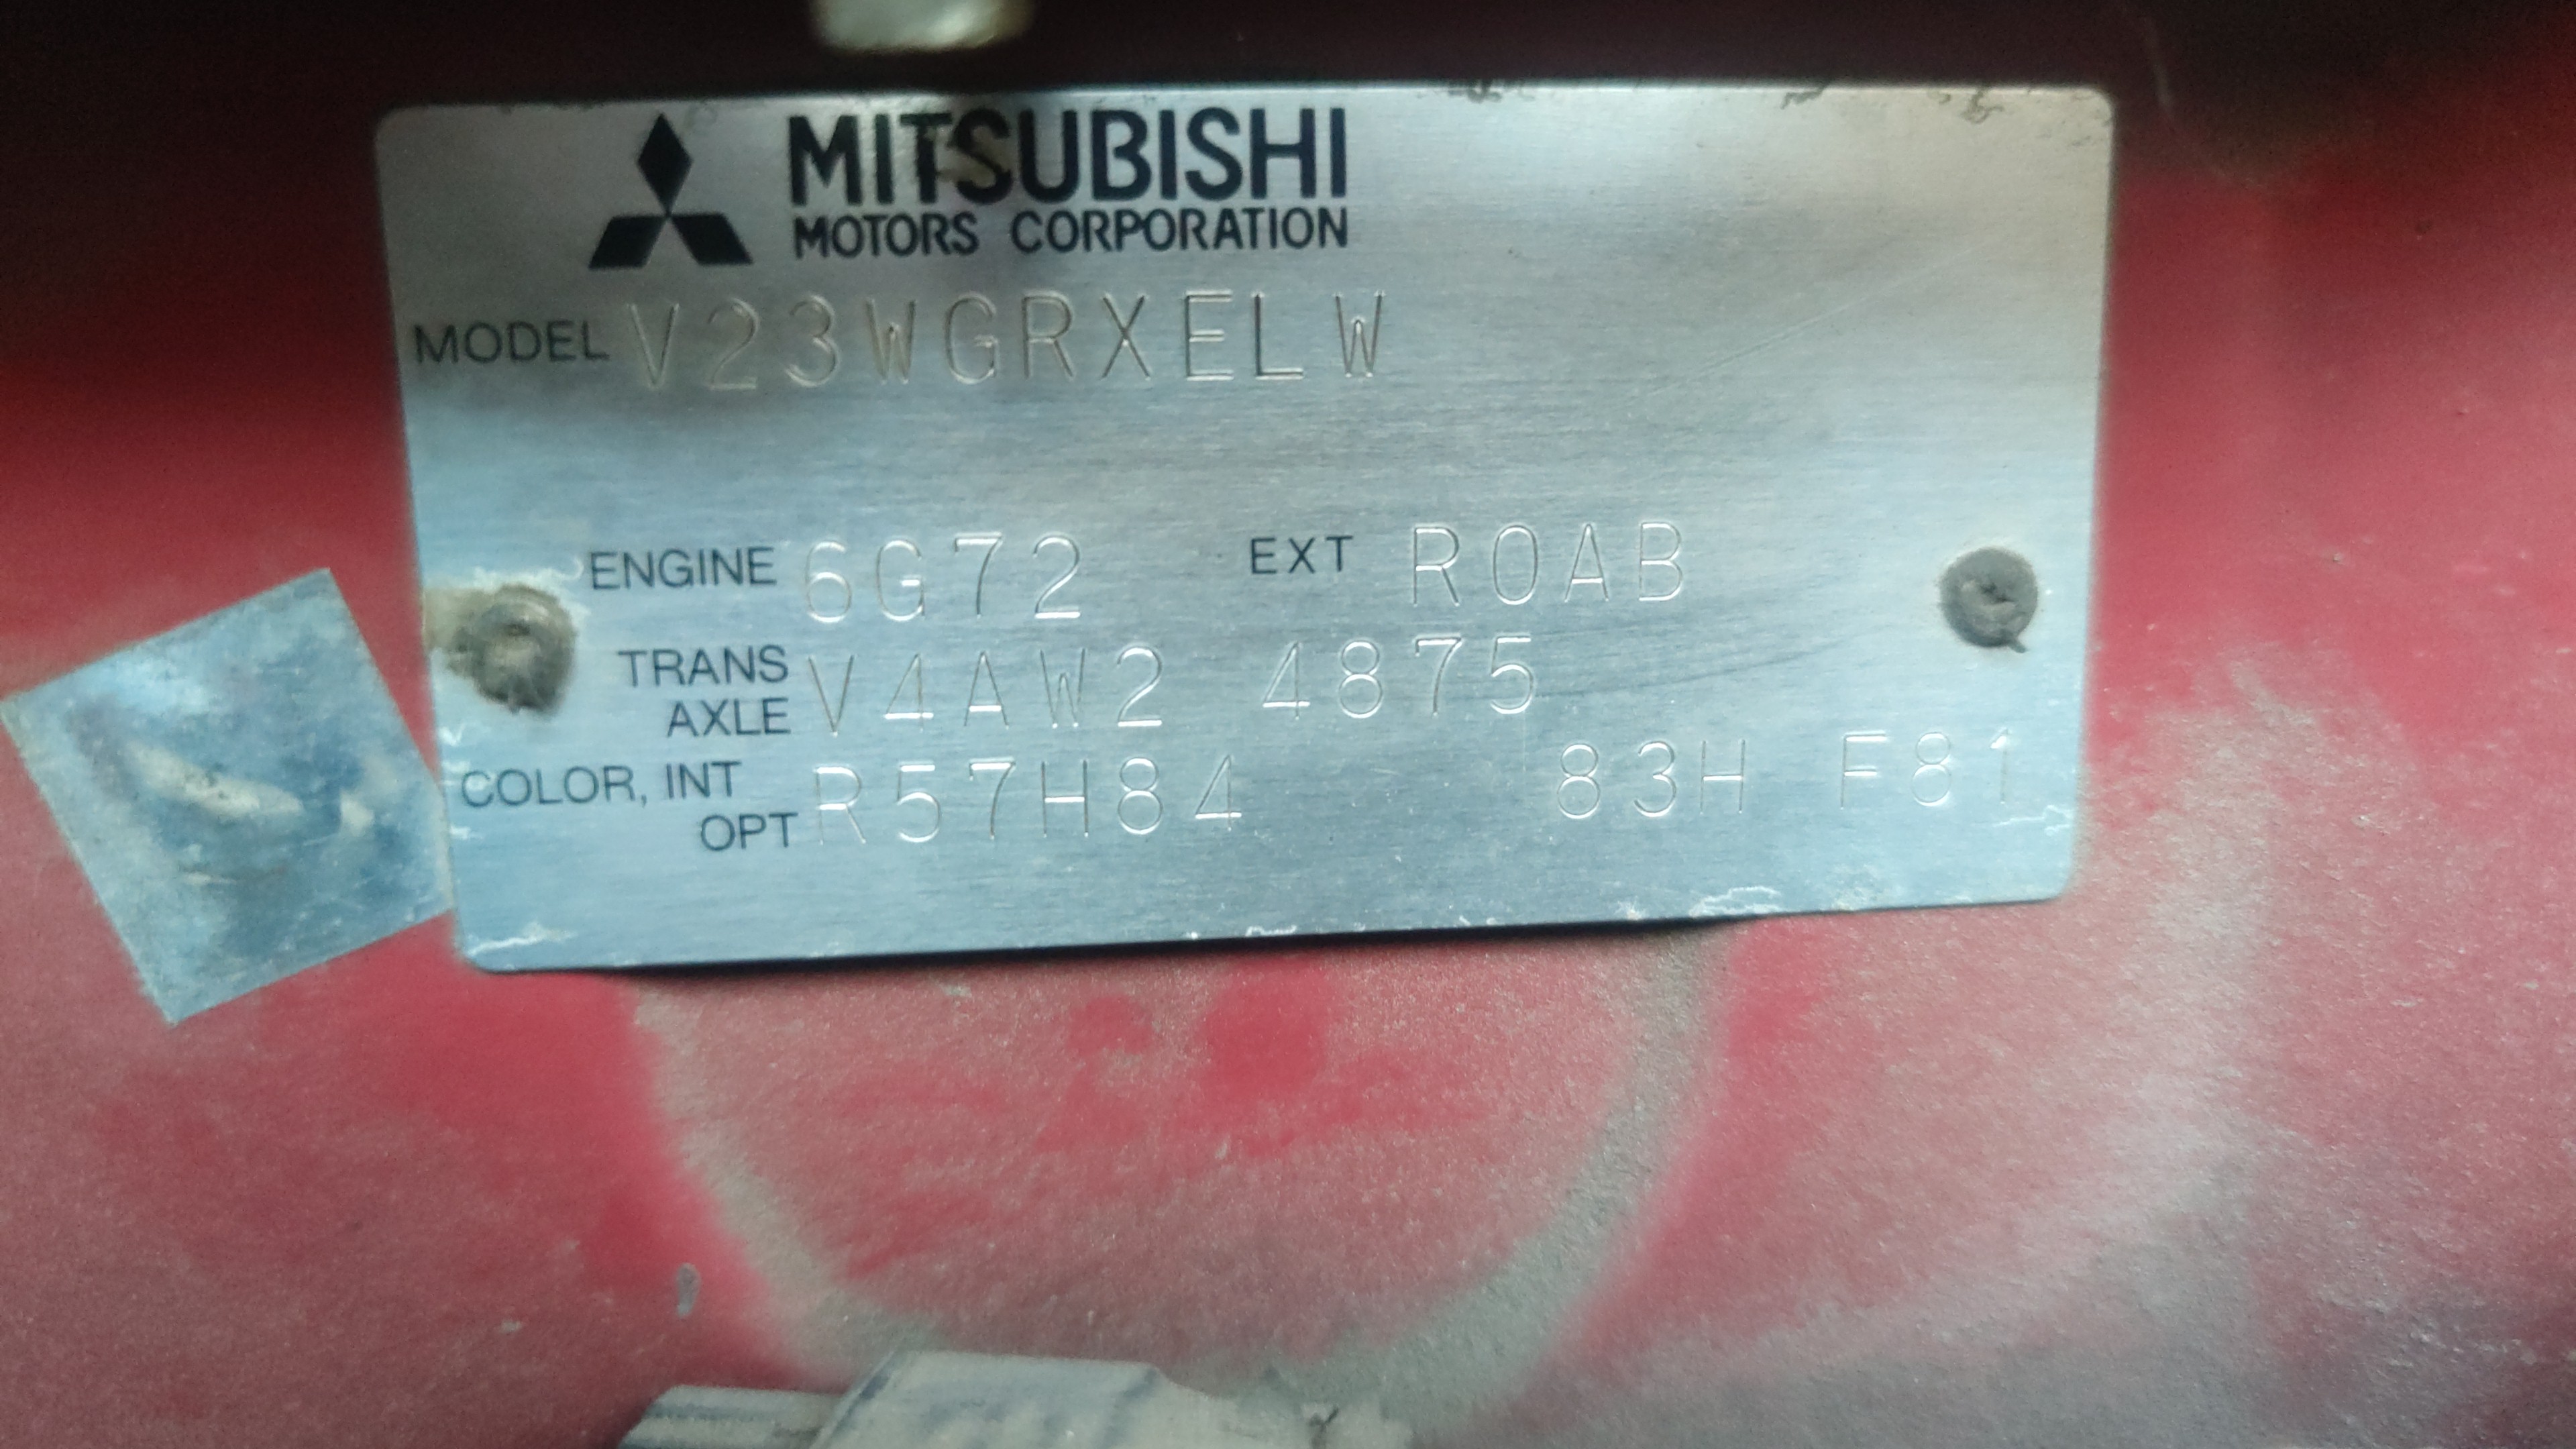 MITSUBISHI
MOTORS CORPORATION
MODEL V23WGRXELW
ENGINE 6G72 EXT R0AB
TRANS AXLE V4AW2 4875
COLOR, INT OPT R57H84 83H F81